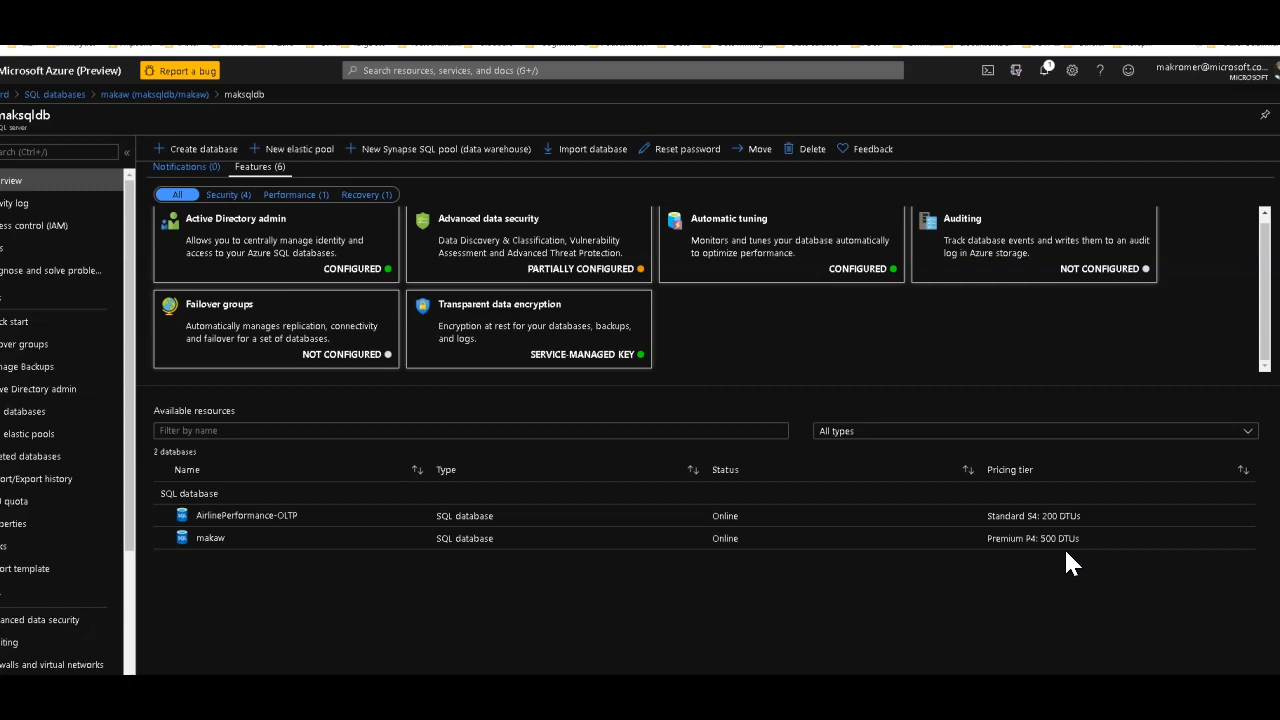 Microsoft Azure (Preview)
Report a bug
Search resources, services, and docs (G+/)
1
makromer@microsoft.co...
MICROSOFT
rd > SQL databases > makaw (maksqldb/makaw) > maksqldb
maksqldb
QL server
rch (Ctrl+/)
«
Create database
New elastic pool
New Synapse SQL pool (data warehouse)
Import database
Reset password
Move
Delete
Feedback
Notifications (0)
Features (6)
All
Security (4)
Performance (1)
Recovery (1)
rview
vity log
ess control (IAM)
s
gnose and solve proble...
s
ck start
over groups
nage Backups
ve Directory admin
databases
elastic pools
eted databases
ort/Export history
U quota
perties
ks
ort template
anced data security
iting
walls and virtual networks
Active Directory admin
Allows you to centrally manage identity and
access to your Azure SQL databases.
CONFIGURED
Advanced data security
Data Discovery & Classification, Vulnerability
Assessment and Advanced Threat Protection.
PARTIALLY CONFIGURED
Automatic tuning
Monitors and tunes your database automatically
to optimize performance.
CONFIGURED
Auditing
Track database events and writes them to an audit
log in Azure storage.
NOT CONFIGURED
Failover groups
Automatically manages replication, connectivity
and failover for a set of databases.
NOT CONFIGURED
Transparent data encryption
Encryption at rest for your databases, backups,
and logs.
SERVICE-MANAGED KEY
Available resources
Filter by name
All types
2 databases
Name Type Status Pricing tier
SQL database
AirlinePerformance-OLTP SQL database Online Standard S4: 200 DTUs
makaw SQL database Online Premium P4: 500 DTUs